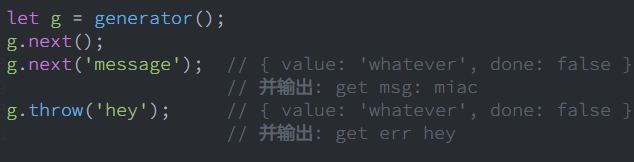 let g = generator();
g.next();
g.next('message');  // { value: 'whatever', done: false }
// 并输出: get msg: miac
g.throw('hey');     // { value: 'whatever', done: false }
// 并输出: get err hey